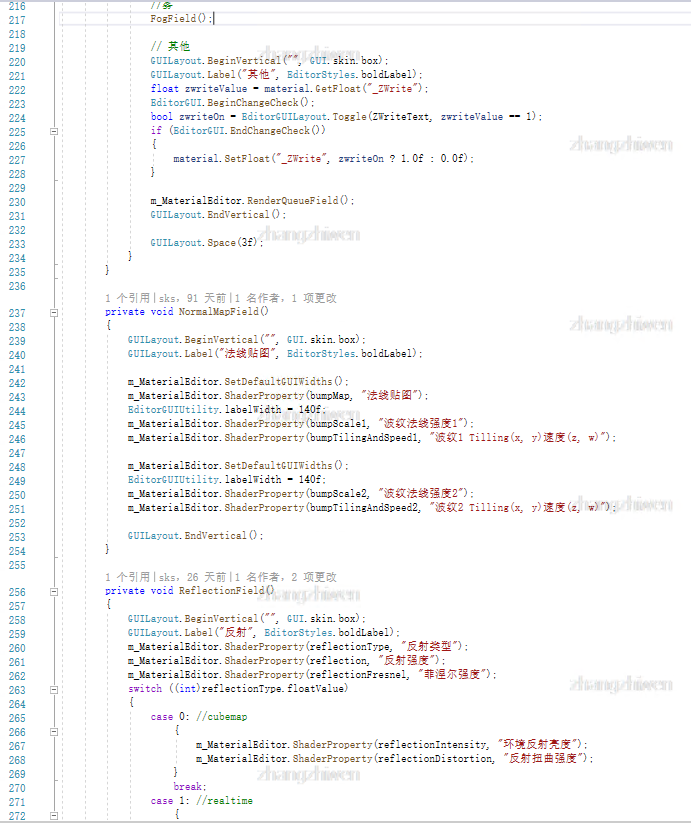 216 //雾
217 FogField();
218
219 // 其他
220 GUILayout.BeginVertical("", GUI.skin.box);
221 GUILayout.Label("其他", EditorStyles.boldLabel);
222 float zwriteValue = material.GetFloat("_ZWrite");
223 EditorGUI.BeginChangeCheck();
224 bool zwriteOn = EditorGUILayout.Toggle(ZWriteText, zwriteValue == 1);
225 if (EditorGUI.EndChangeCheck())
226 {
227 material.SetFloat("_ZWrite", zwriteOn ? 1.0f : 0.0f);
228 }
229
230 m_MaterialEditor.RenderQueueField();
231 GUILayout.EndVertical();
232
233 GUILayout.Space(3f);
234 }
235 }
236
1 个引用|sks，91 天前|1 名作者，1 项更改
237 private void NormalMapField()
238 {
239 GUILayout.BeginVertical("", GUI.skin.box);
240 GUILayout.Label("法线贴图", EditorStyles.boldLabel);
241
242 m_MaterialEditor.SetDefaultGUIWidths();
243 m_MaterialEditor.ShaderProperty(bumpMap, "法线贴图");
244 EditorGUIUtility.labelWidth = 140f;
245 m_MaterialEditor.ShaderProperty(bumpScale1, "波纹法线强度1");
246 m_MaterialEditor.ShaderProperty(bumpTilingAndSpeed1, "波纹1 Tilling(x, y)速度(z, w)");
247
248 m_MaterialEditor.SetDefaultGUIWidths();
249 EditorGUIUtility.labelWidth = 140f;
250 m_MaterialEditor.ShaderProperty(bumpScale2, "波纹法线强度2");
251 m_MaterialEditor.ShaderProperty(bumpTilingAndSpeed2, "波纹2 Tilling(x, y)速度(z, w)");
252
253 GUILayout.EndVertical();
254 }
255
1 个引用|sks，26 天前|1 名作者，2 项更改
256 private void ReflectionField()
257 {
258 GUILayout.BeginVertical("", GUI.skin.box);
259 GUILayout.Label("反射", EditorStyles.boldLabel);
260 m_MaterialEditor.ShaderProperty(reflectionType, "反射类型");
261 m_MaterialEditor.ShaderProperty(reflection, "反射强度");
262 m_MaterialEditor.ShaderProperty(reflectionFresnel, "菲涅尔强度");
263 switch ((int)reflectionType.floatValue)
264 {
265 case 0: //cubemap
266 {
267 m_MaterialEditor.ShaderProperty(reflectionIntensity, "环境反射亮度");
268 m_MaterialEditor.ShaderProperty(reflectionDistortion, "反射扭曲强度");
269 }
270 break;
271 case 1: //realtime
272 {